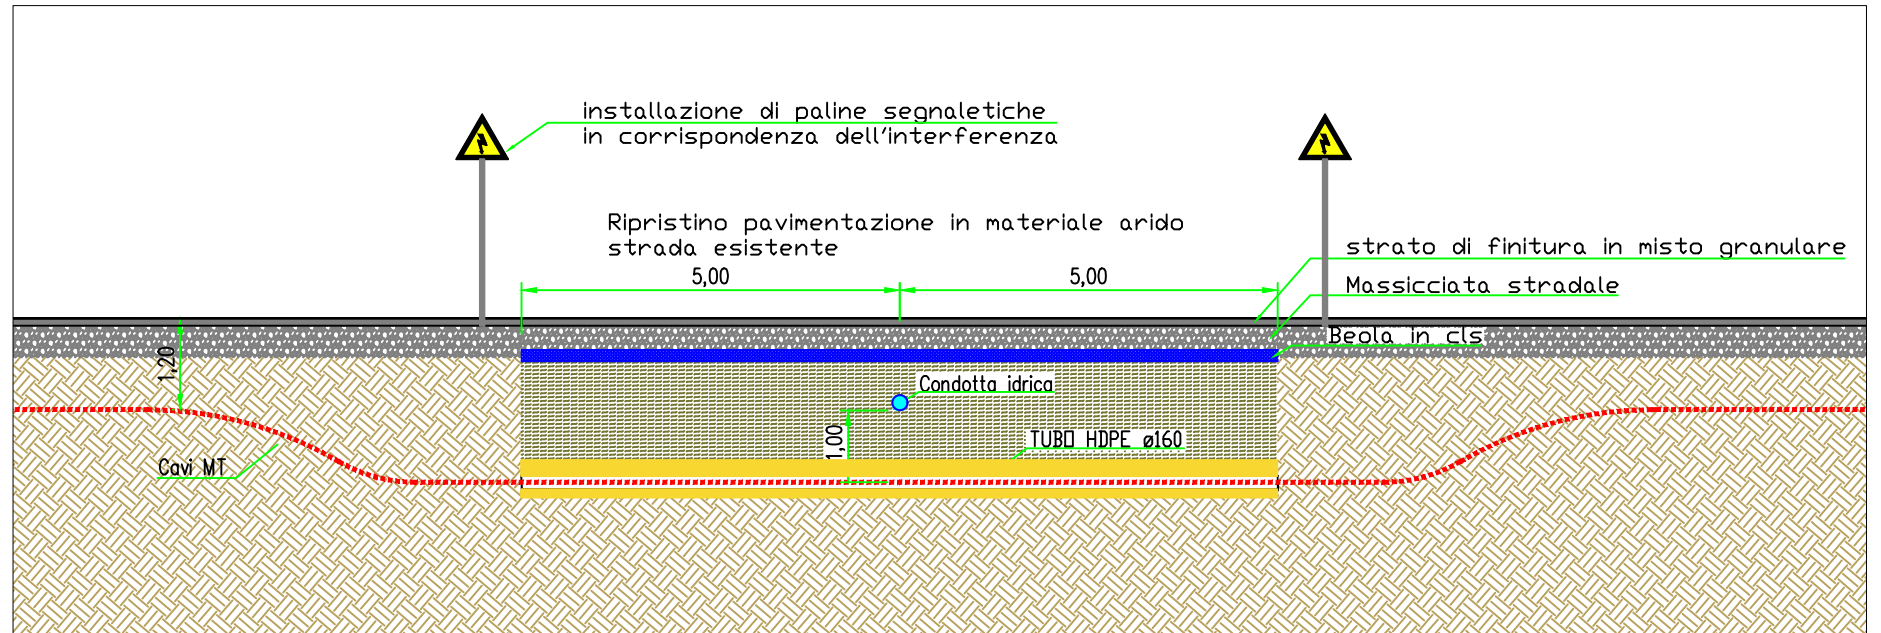 installazione di paline segnaletiche
in corrispondenza dell'interferenza
Ripristino pavimentazione in materiale arido
strada esistente
strato di finitura in misto granulare
5,00
5,00
Massicciata stradale
Beola in cls
1,20
Condotta idrica
1,00
TUBO HDPE ø160
Cavi MT